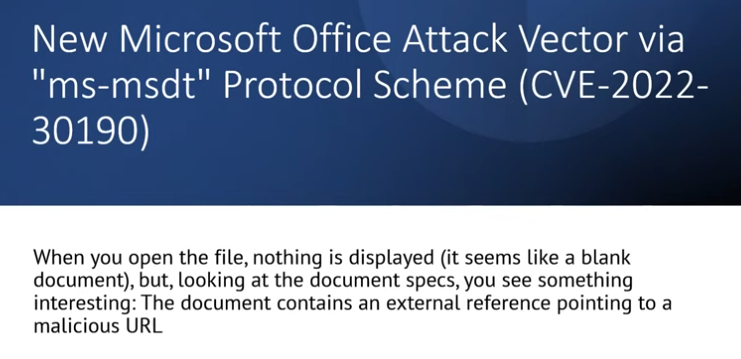 New Microsoft Office Attack Vector via
"ms-msdt" Protocol Scheme (CVE-2022-
30190)
When you open the file, nothing is displayed (it seems like a blank
document), but, looking at the document specs, you see something
interesting: The document contains an external reference pointing to a
malicious URL